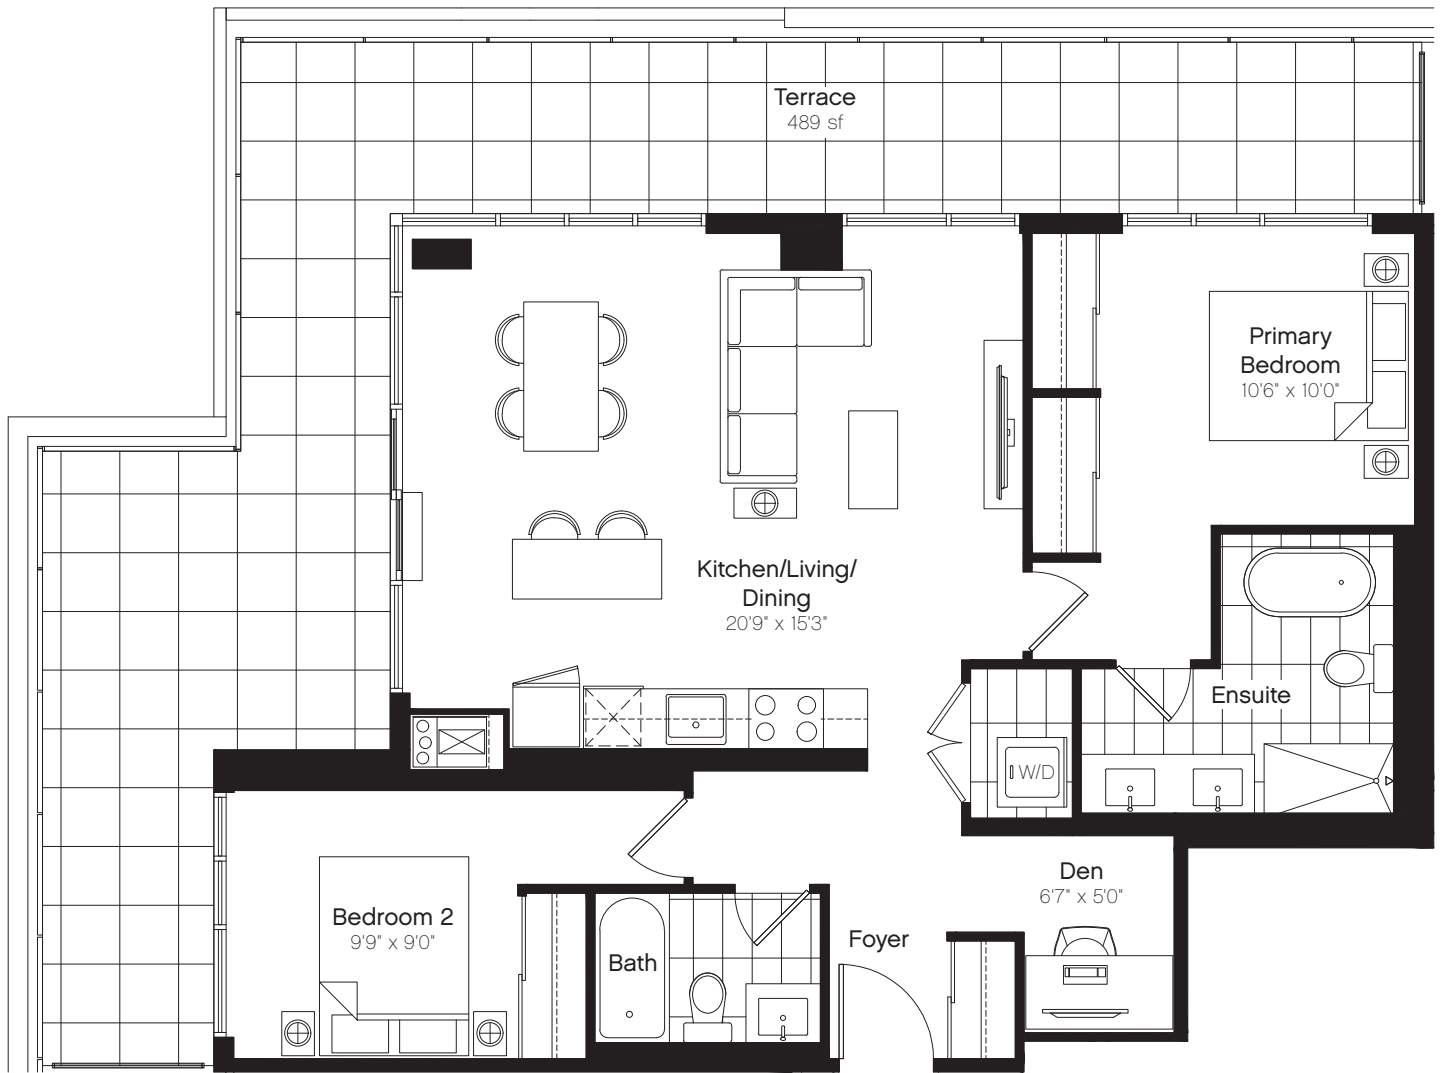 Terrace
489 sf
Primary
Bedroom
10'6" x 10'0"
Kitchen/Living/
Dining
20'9" x 15'3"
Ensuite
W/D
Den
6'7" x 5'0"
Bedroom 2
9'9" x 9'0"
Bath
Foyer